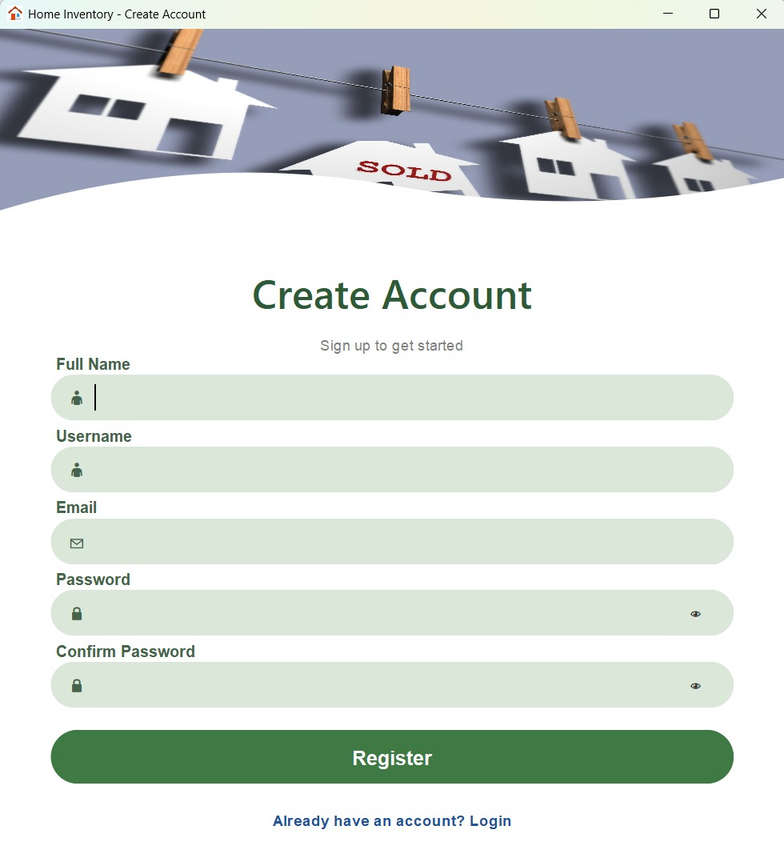 Home Inventory - Create Account
SOLD
Create Account
Sign up to get started
Full Name
Username
Email
Password
Confirm Password
Register
Already have an account? Login